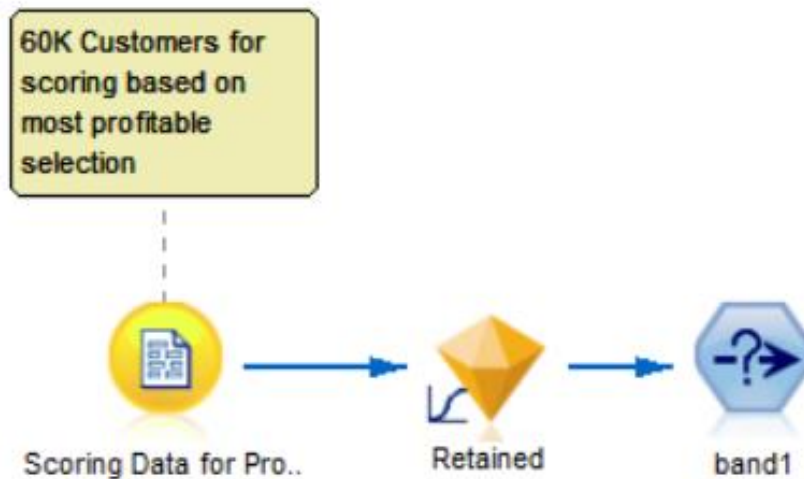 60K Customers for
scoring based on
most profitable
selection
Scoring Data for Pro..
Retained
band1